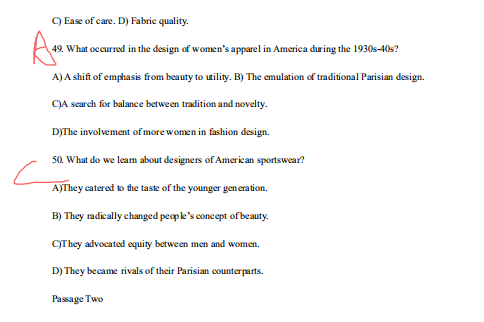 C) Ease of care. D) Fabric quality.
A 49. What occurred in the design of women's apparel in America during the 1930s-40s?
A) A shift of emphasis from beauty to utility. B) The emulation of traditional Parisian design.
C)A search for balance between tradition and novelty.
D)The involvement of more women in fashion design.
C 50. What do we learn about designers of American sportswear?
A)They catered to the taste of the younger generation.
B) They radically changed people's concept of beauty.
C)They advocated equity between men and women.
D) They became rivals of their Parisian counterparts.
Passage Two